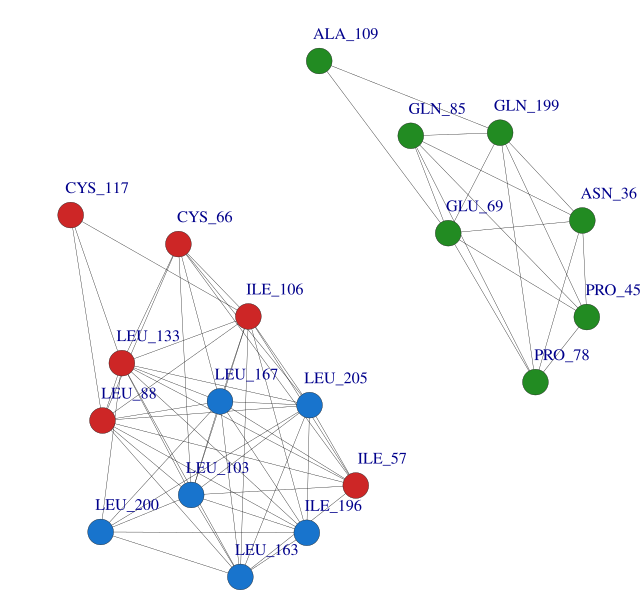 ALA_109
GLN_85
GLN_199
CYS_117
ASN_36
GLU_69
CYS_66
ILE_106
PRO_45
LEU_133
PRO_78
LEU_167
LEU_205
LEU_88
ILE_57
LEU_103
LEU_200
ILE_196
LEU_163